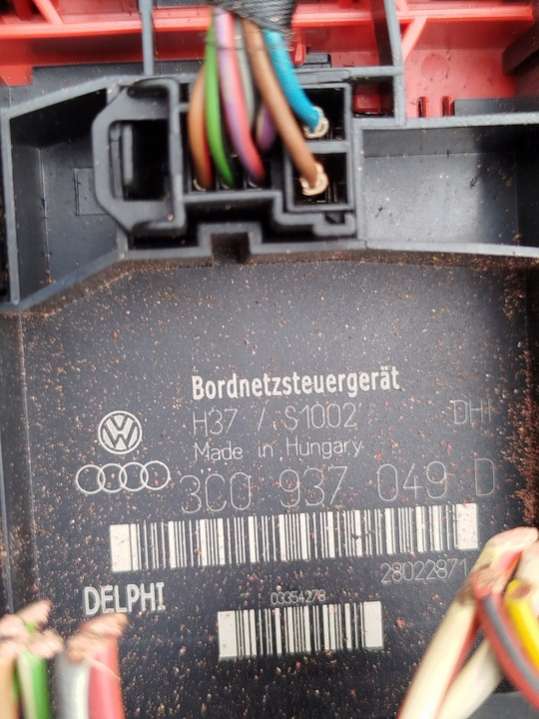 Bordnetzsteuergerät
H37 / S1002 DHI
Made in Hungary
3C0 937 049 D
28022871
DELPHI
03354278